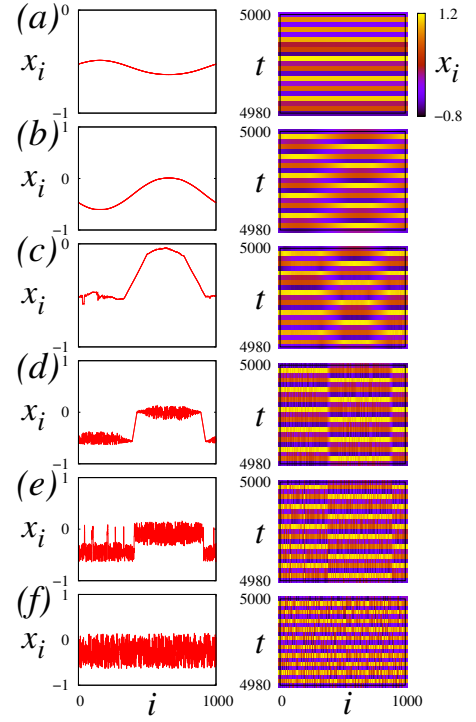 (a) 0 5000 1.2
x_i t x_i
-1 4980 −0.8
(b) 1 5000
x_i 0 t
−1 4980
(c) 0 5000
x_i t
−1 4980
(d) 1 5000
x_i 0 t
−1 4980
(e) 1 5000
x_i 0 t
−1 4980
(f) 1 5000
x_i 0 t
−1 4980
0 i 1000 0 i 1000